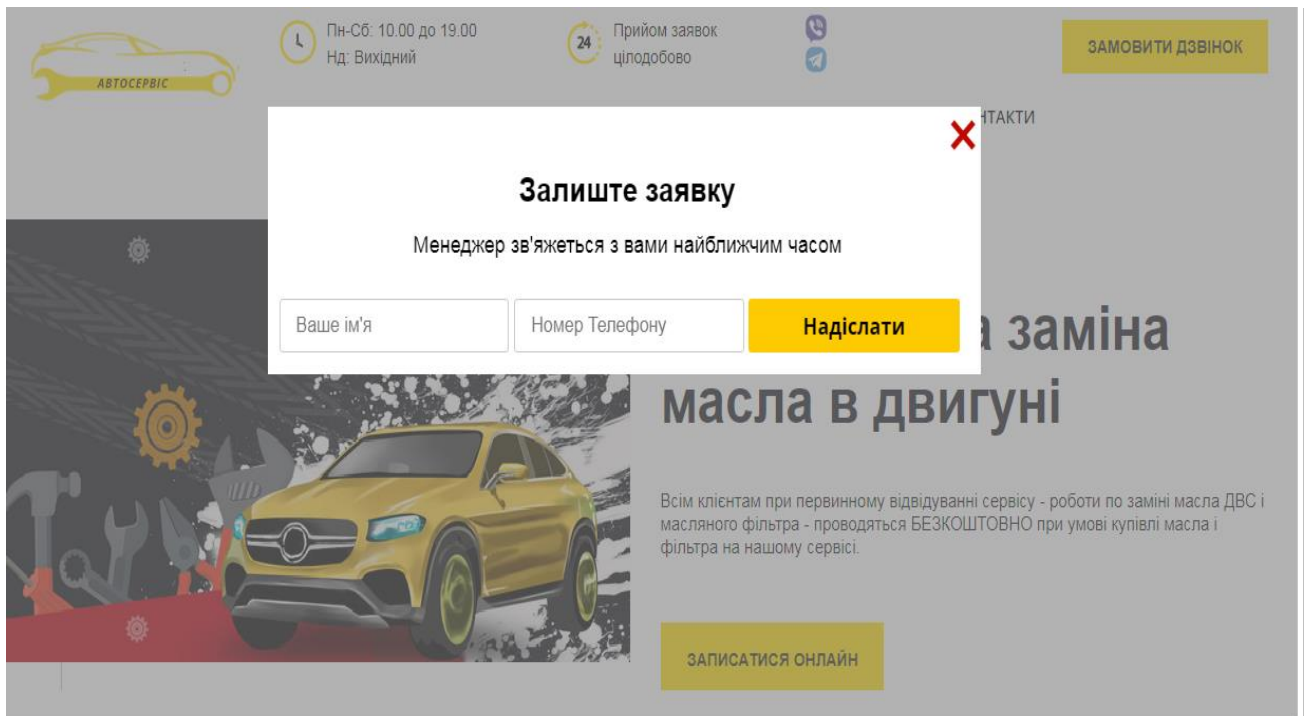 Пн-Сб: 10.00 до 19.00
Нд: Вихідний
24
Прийом заявок
цілодобово
ЗАМОВИТИ ДЗВІНОК
АВТОСЕРВІС
НТАКТИ
Залиште заявку
Менеджер зв'яжеться з вами найближчим часом
Ваше ім'я
Номер Телефону
Надіслати
а заміна
масла в двигуні
Всім клієнтам при первинному відвідуванні сервісу - роботи по заміні масла ДВС і
масляного фільтра - проводяться БЕЗКОШТОВНО при умові купівлі масла і
фільтра на нашому сервісі.
ЗАПИСАТИСЯ ОНЛАЙН